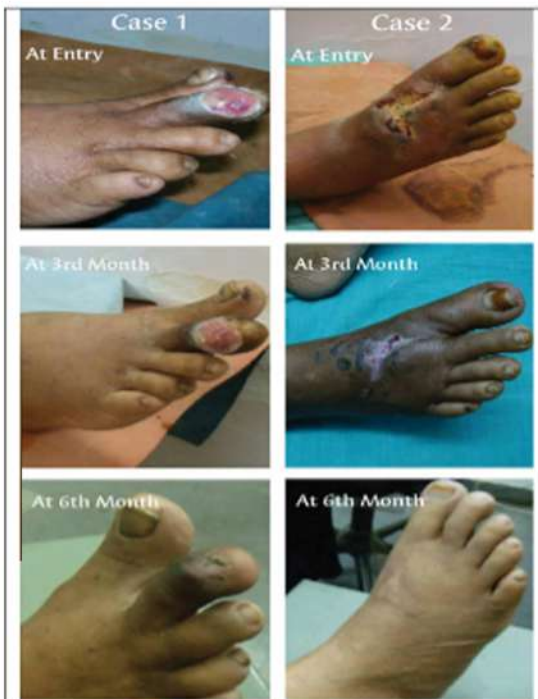 Case 1
At Entry
Case 2
At Entry
At 3rd Month
At 3rd Month
At 6th Month
At 6th Month